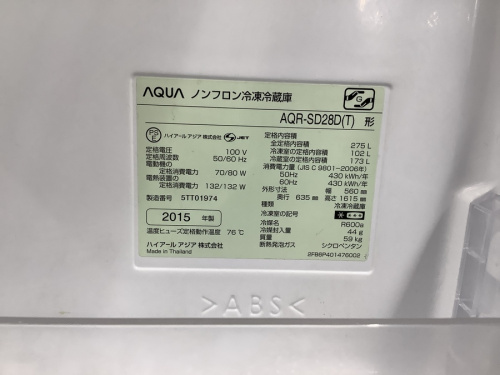 AQUA ノンフロン冷凍冷蔵庫
G
AQR-SD28D(T) 形
PS E
ハイアール アジア 株式会社 JET
定格電圧 100 V
定格周波数 50/60 Hz
電動機の
定格消費電力 70/80 W
電熱装置の
定格消費電力 132/132 W
製造番号 5TT01974
2015 年製
温度ヒューズ定格動作温度 76℃
ハイアール アジア 株式会社
Made in Thailand
定格内容積
全定格内容積 275 L
冷凍室の定格内容積 102 L
冷蔵室の定格内容積 173 L
消費電力量 (JIS C 9801-2006年)
50Hz 430 kWh/年
60Hz 430 kWh/年
外形寸法 幅 560 mm
奥行 635 mm 高さ 1615 mm
種類 冷凍冷蔵庫
冷凍室の記号
冷媒名 R600a
冷媒封入量 44 g
質量 59 kg
断熱発泡ガス シクロペンタン
2FB6P401476002
>ABS<